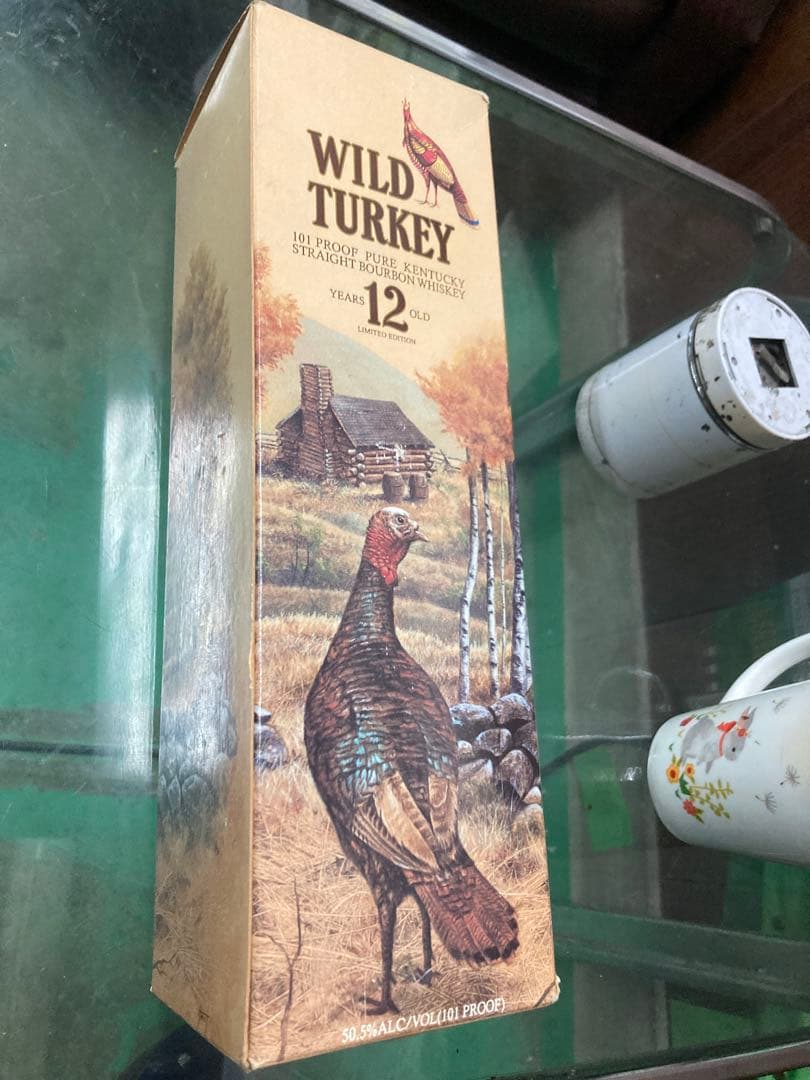 WILD
TURKEY
101 PROOF PURE KENTUCKY
STRAIGHT BOURBON WHISKEY
YEARS 12 OLD
LIMITED EDITION
50.5%ALC/VOL(101 PROOF)